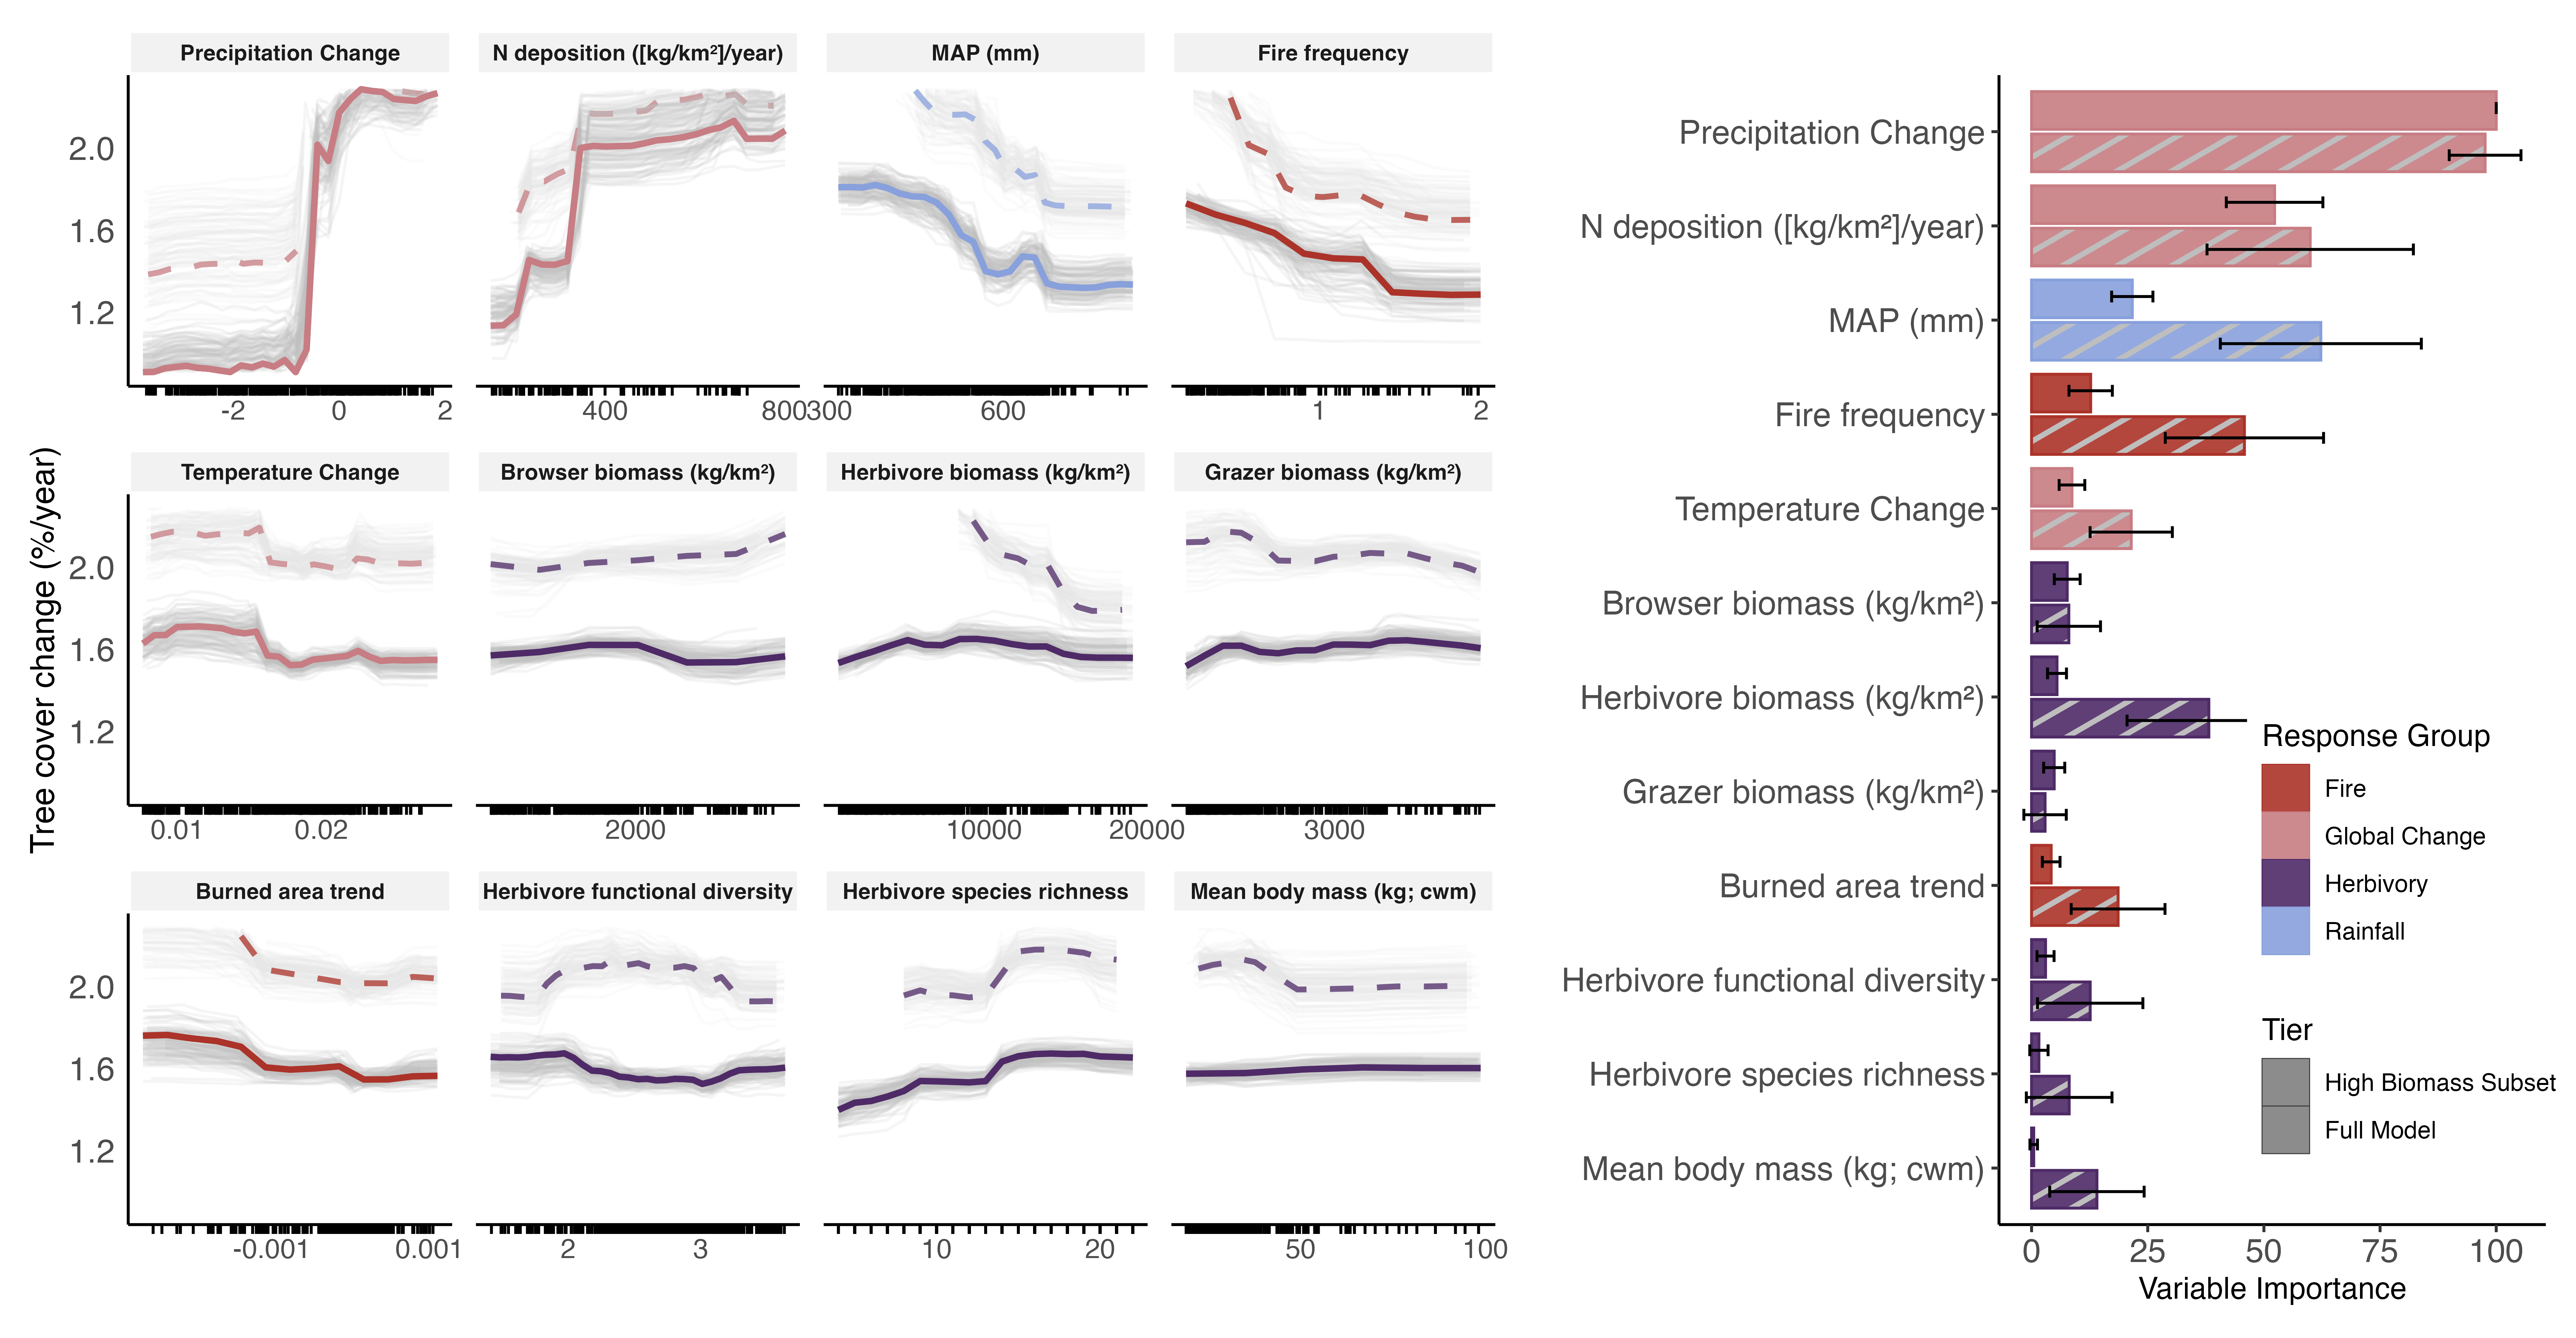 Precipitation Change
N deposition ([kg/km²]/year)
MAP (mm)
Fire frequency
2.0
1.6
1.2
-2 0 2
400 800
300 600
1 2
Temperature Change
Browser biomass (kg/km²)
Herbivore biomass (kg/km²)
Grazer biomass (kg/km²)
2.0
1.6
1.2
0.01 0.02
2000
10000 20000
3000
Burned area trend
Herbivore functional diversity
Herbivore species richness
Mean body mass (kg; cwm)
2.0
1.6
1.2
-0.001 0.001
2 3
10 20
50 100
Tree cover change (%/year)
Precipitation Change
N deposition ([kg/km²]/year)
MAP (mm)
Fire frequency
Temperature Change
Browser biomass (kg/km²)
Herbivore biomass (kg/km²)
Grazer biomass (kg/km²)
Burned area trend
Herbivore functional diversity
Herbivore species richness
Mean body mass (kg; cwm)
0 25 50 75 100
Variable Importance
Response Group
Fire
Global Change
Herbivory
Rainfall
Tier
High Biomass Subset
Full Model